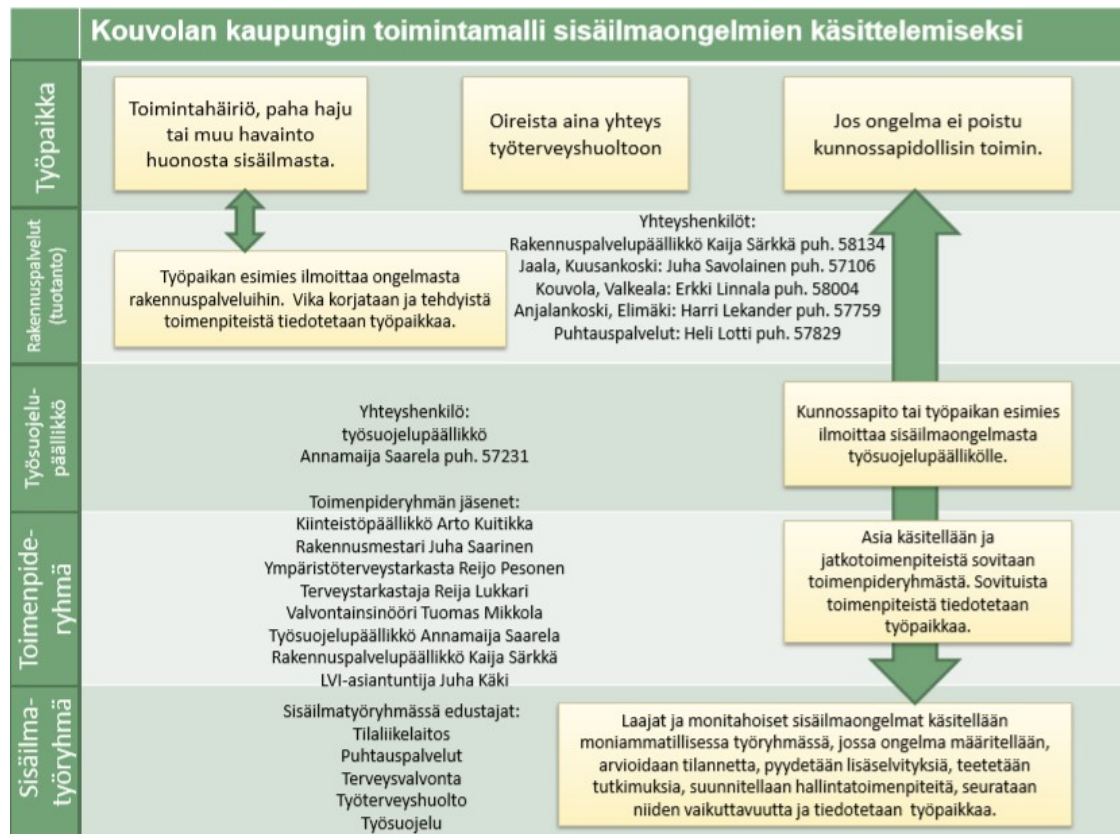 Kouvolan kaupungin toimintamalli sisäilmaongelmien käsittelemiseksi
Työpaikka
Toimintahäiriö, paha haju
tai muu havainto
huonosta sisäilmasta.
Oireista aina yhteys
työterveyshuoltoon
Jos ongelma ei poistu
kunnossapidollisin toimin.
Rakennuspalvelut
(tuotanto)
Työpaikan esimies ilmoittaa ongelmasta
rakennuspalveluihin. Vika korjataan ja tehdyistä
toimenpiteistä tiedotetaan työpaikkaa.
Yhteyshenkilöt:
Rakennuspalvelupäällikkö Kaija Särkkä puh. 58134
Jaala, Kuusankoski: Juha Savolainen puh. 57106
Kouvola, Valkeala: Erkki Linnala puh. 58004
Anjalankoski, Elimäki: Harri Lekander puh. 57759
Puhtauspalvelut: Heli Lotti puh. 57829
Työsuojelu-
päällikkö
Yhteyshenkilö:
työsuojelupäällikkö
Annamaija Saarela puh. 57231
Kunnossapito tai työpaikan esimies
ilmoittaa sisäilmaongelmasta
työsuojelupäällikölle.
Toimenpide-
ryhmä
Toimenpideryhmän jäsenet:
Kiinteistöpäällikkö Arto Kuitikka
Rakennusmestari Juha Saarinen
Ympäristöterveystarkasta Reijo Pesonen
Terveystarkastaja Reija Lukkari
Valvontainsinööri Tuomas Mikkola
Työsuojelupäällikkö Annamaija Saarela
Rakennuspalvelupäällikkö Kaija Särkkä
LVI-asiantuntija Juha Käki
Asia käsitellään ja
jatkotoimenpiteistä sovitaan
toimenpideryhmästä. Sovituista
toimenpiteistä tiedotetaan
työpaikkaa.
Sisäilma-
työryhmä
Sisäilmatyöryhmässä edustajat:
Tilaliikelaitos
Puhtauspalvelut
Terveysvalvonta
Työterveyshuolto
Työsuojelu
Laajat ja monitahoiset sisäilmaongelmat käsitellään
moniammatillisessa työryhmässä, jossa ongelma määritellään,
arvioidaan tilannetta, pyydetään lisäselvityksiä, teetetään
tutkimuksia, suunnitellaan hallintatoimenpiteitä, seurataan
niiden vaikuttavuutta ja tiedotetaan työpaikkaa.